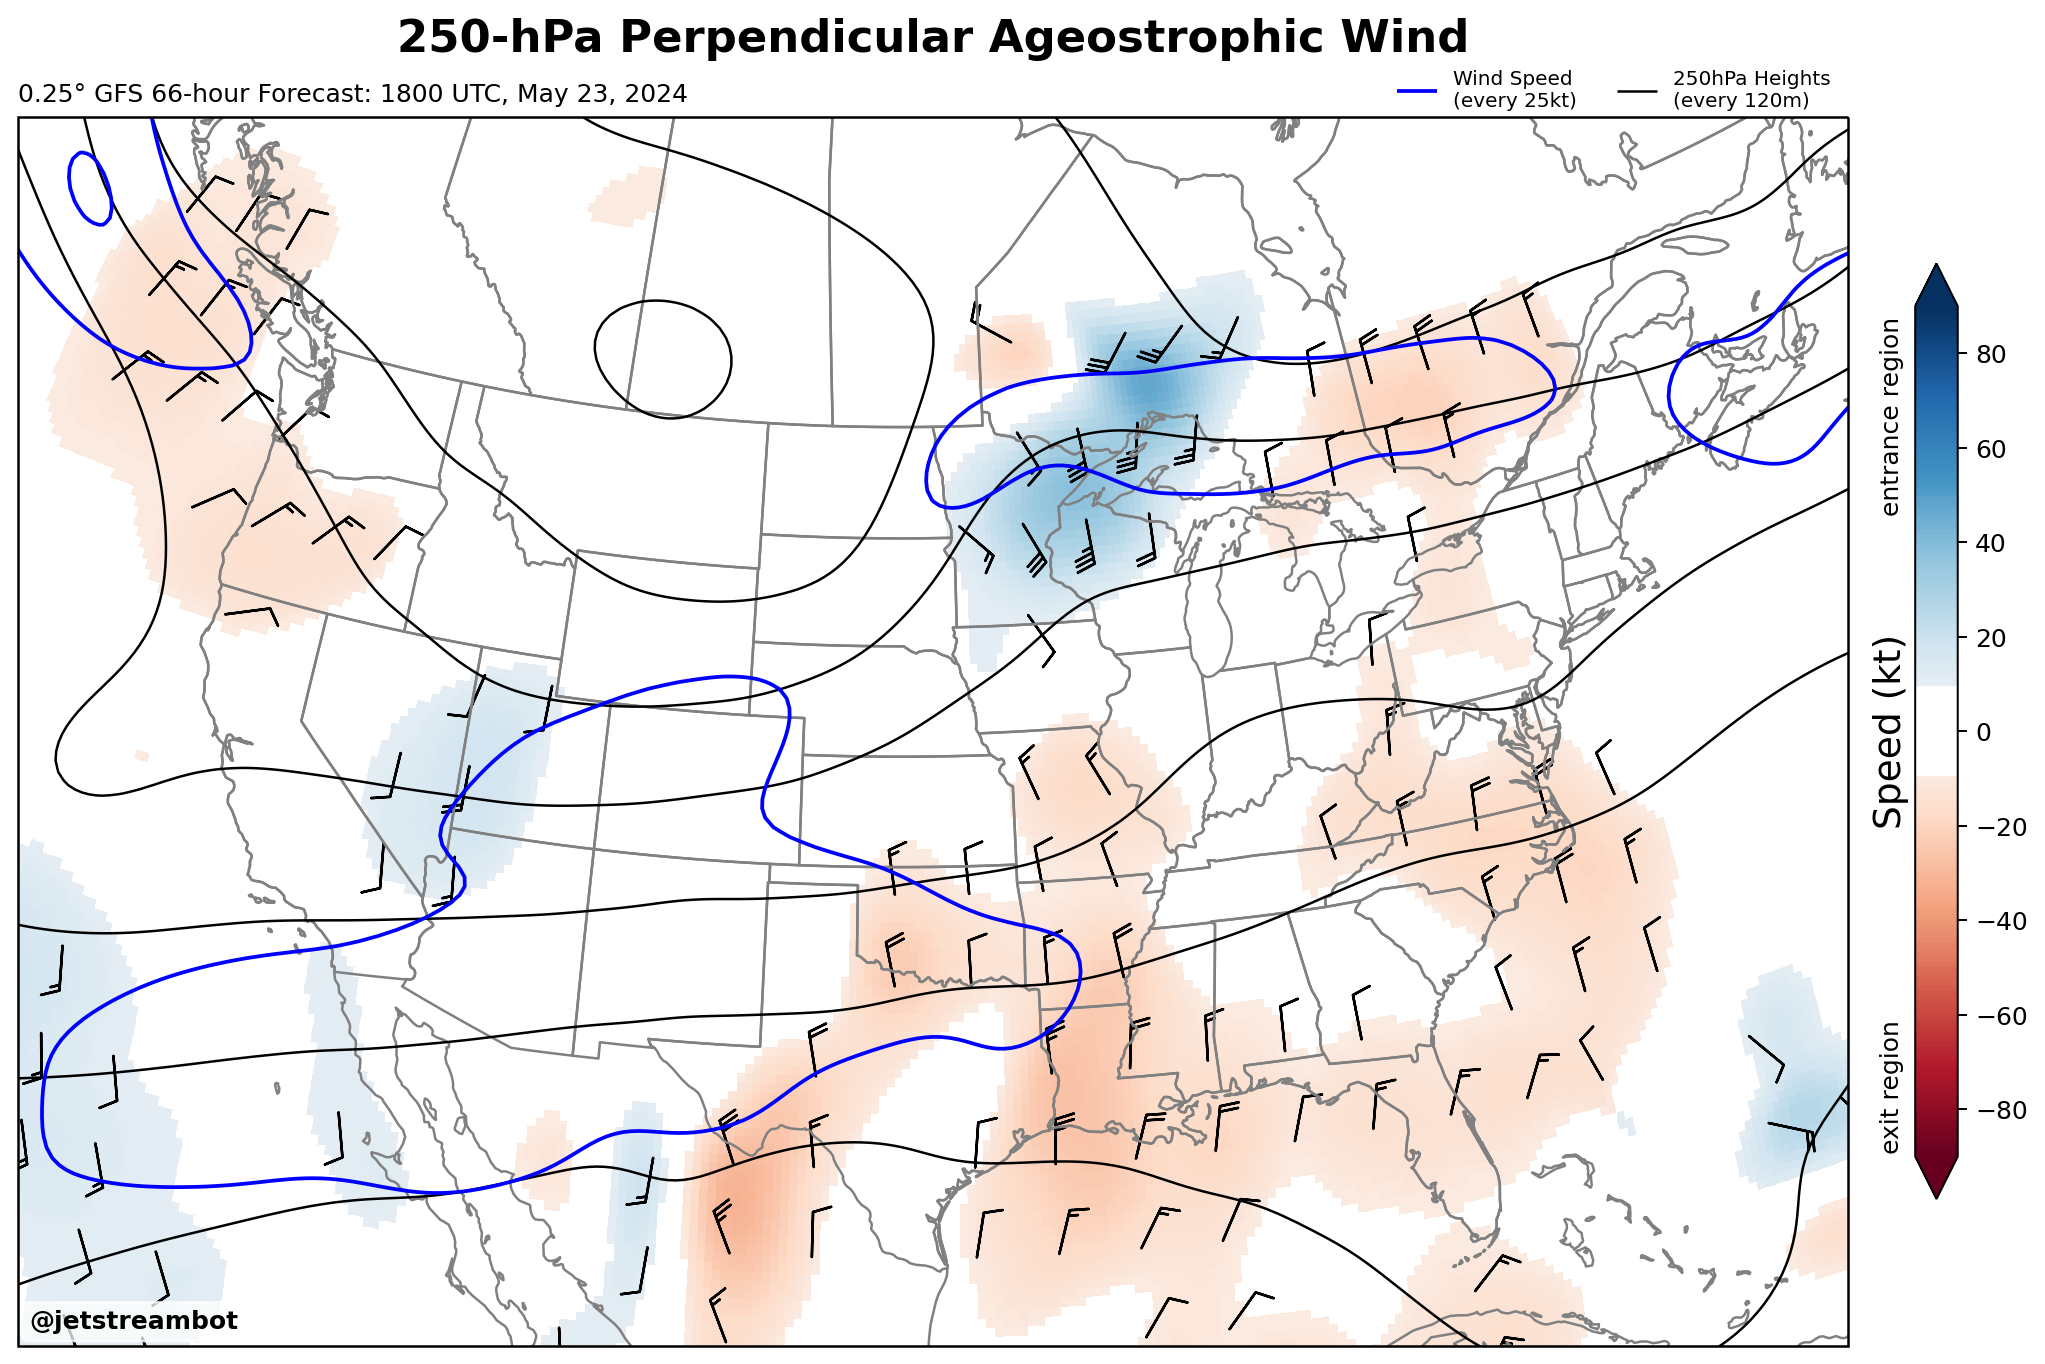 250-hPa Perpendicular Ageostrophic Wind
0.25° GFS 66-hour Forecast: 1800 UTC, May 23, 2024
Wind Speed
(every 25kt)
250hPa Heights
(every 120m)
entrance region
Speed (kt)
exit region
80
60
40
20
0
−20
−40
−60
−80
@jetstreambot